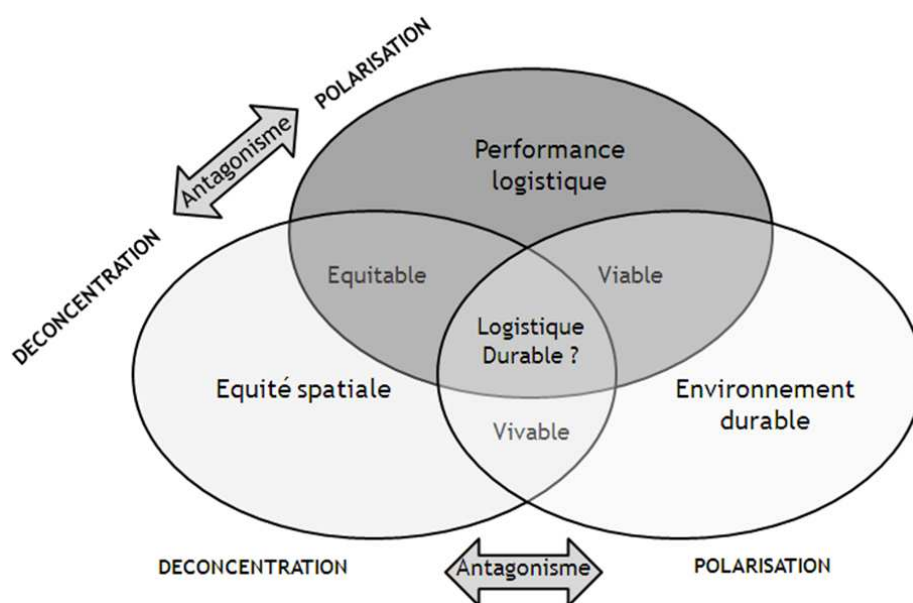 POLARISATION
Antagonisme
DECONCENTRATION
Performance
logistique
Equitable
Viable
Logistique
Durable ?
Equité spatiale
Environnement
durable
Vivable
DECONCENTRATION
Antagonisme
POLARISATION